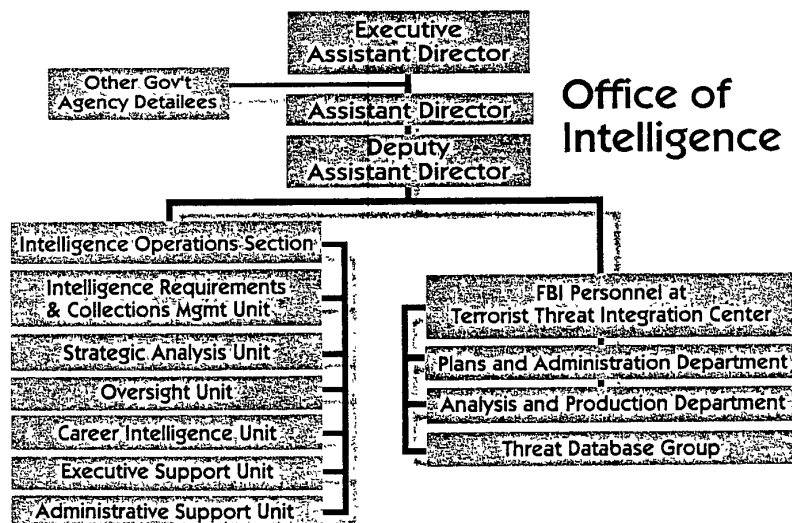 Executive
Assistant Director
Other Gov't
Agency Detailees
Assistant Director
Office of
Intelligence
Deputy
Assistant Director
Intelligence Operations Section
Intelligence Requirements
& Collections Mgmt Unit
Strategic Analysis Unit
Oversight Unit
Career Intelligence Unit
Executive Support Unit
Administrative Support Unit
FBI Personnel at
Terrorist Threat Integration Center
Plans and Administration Department
Analysis and Production Department
Threat Database Group